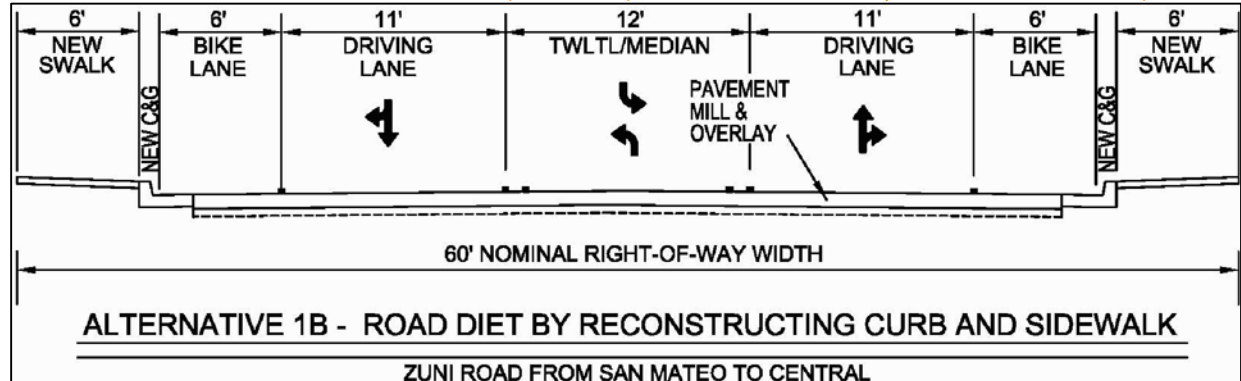 6' 6' 11' 12' 11' 6' 6'
NEW SWALK
NEW C&G
BIKE LANE
DRIVING LANE
TWLTL/MEDIAN
DRIVING LANE
BIKE LANE
NEW C&G
NEW SWALK
PAVEMENT
MILL &
OVERLAY
60' NOMINAL RIGHT-OF-WAY WIDTH
ALTERNATIVE 1B - ROAD DIET BY RECONSTRUCTING CURB AND SIDEWALK
ZUNI ROAD FROM SAN MATEO TO CENTRAL